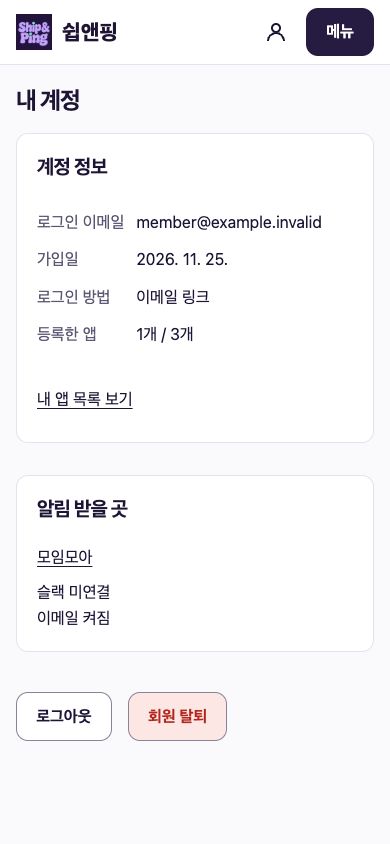 Ship&
Ping
쉽앤핑
메뉴
내 계정
계정 정보
로그인 이메일 member@example.invalid
가입일 2026. 11. 25.
로그인 방법 이메일 링크
등록한 앱 1개 / 3개
내 앱 목록 보기
알림 받을 곳
모임모아
슬랙 미연결
이메일 켜짐
로그아웃
회원 탈퇴